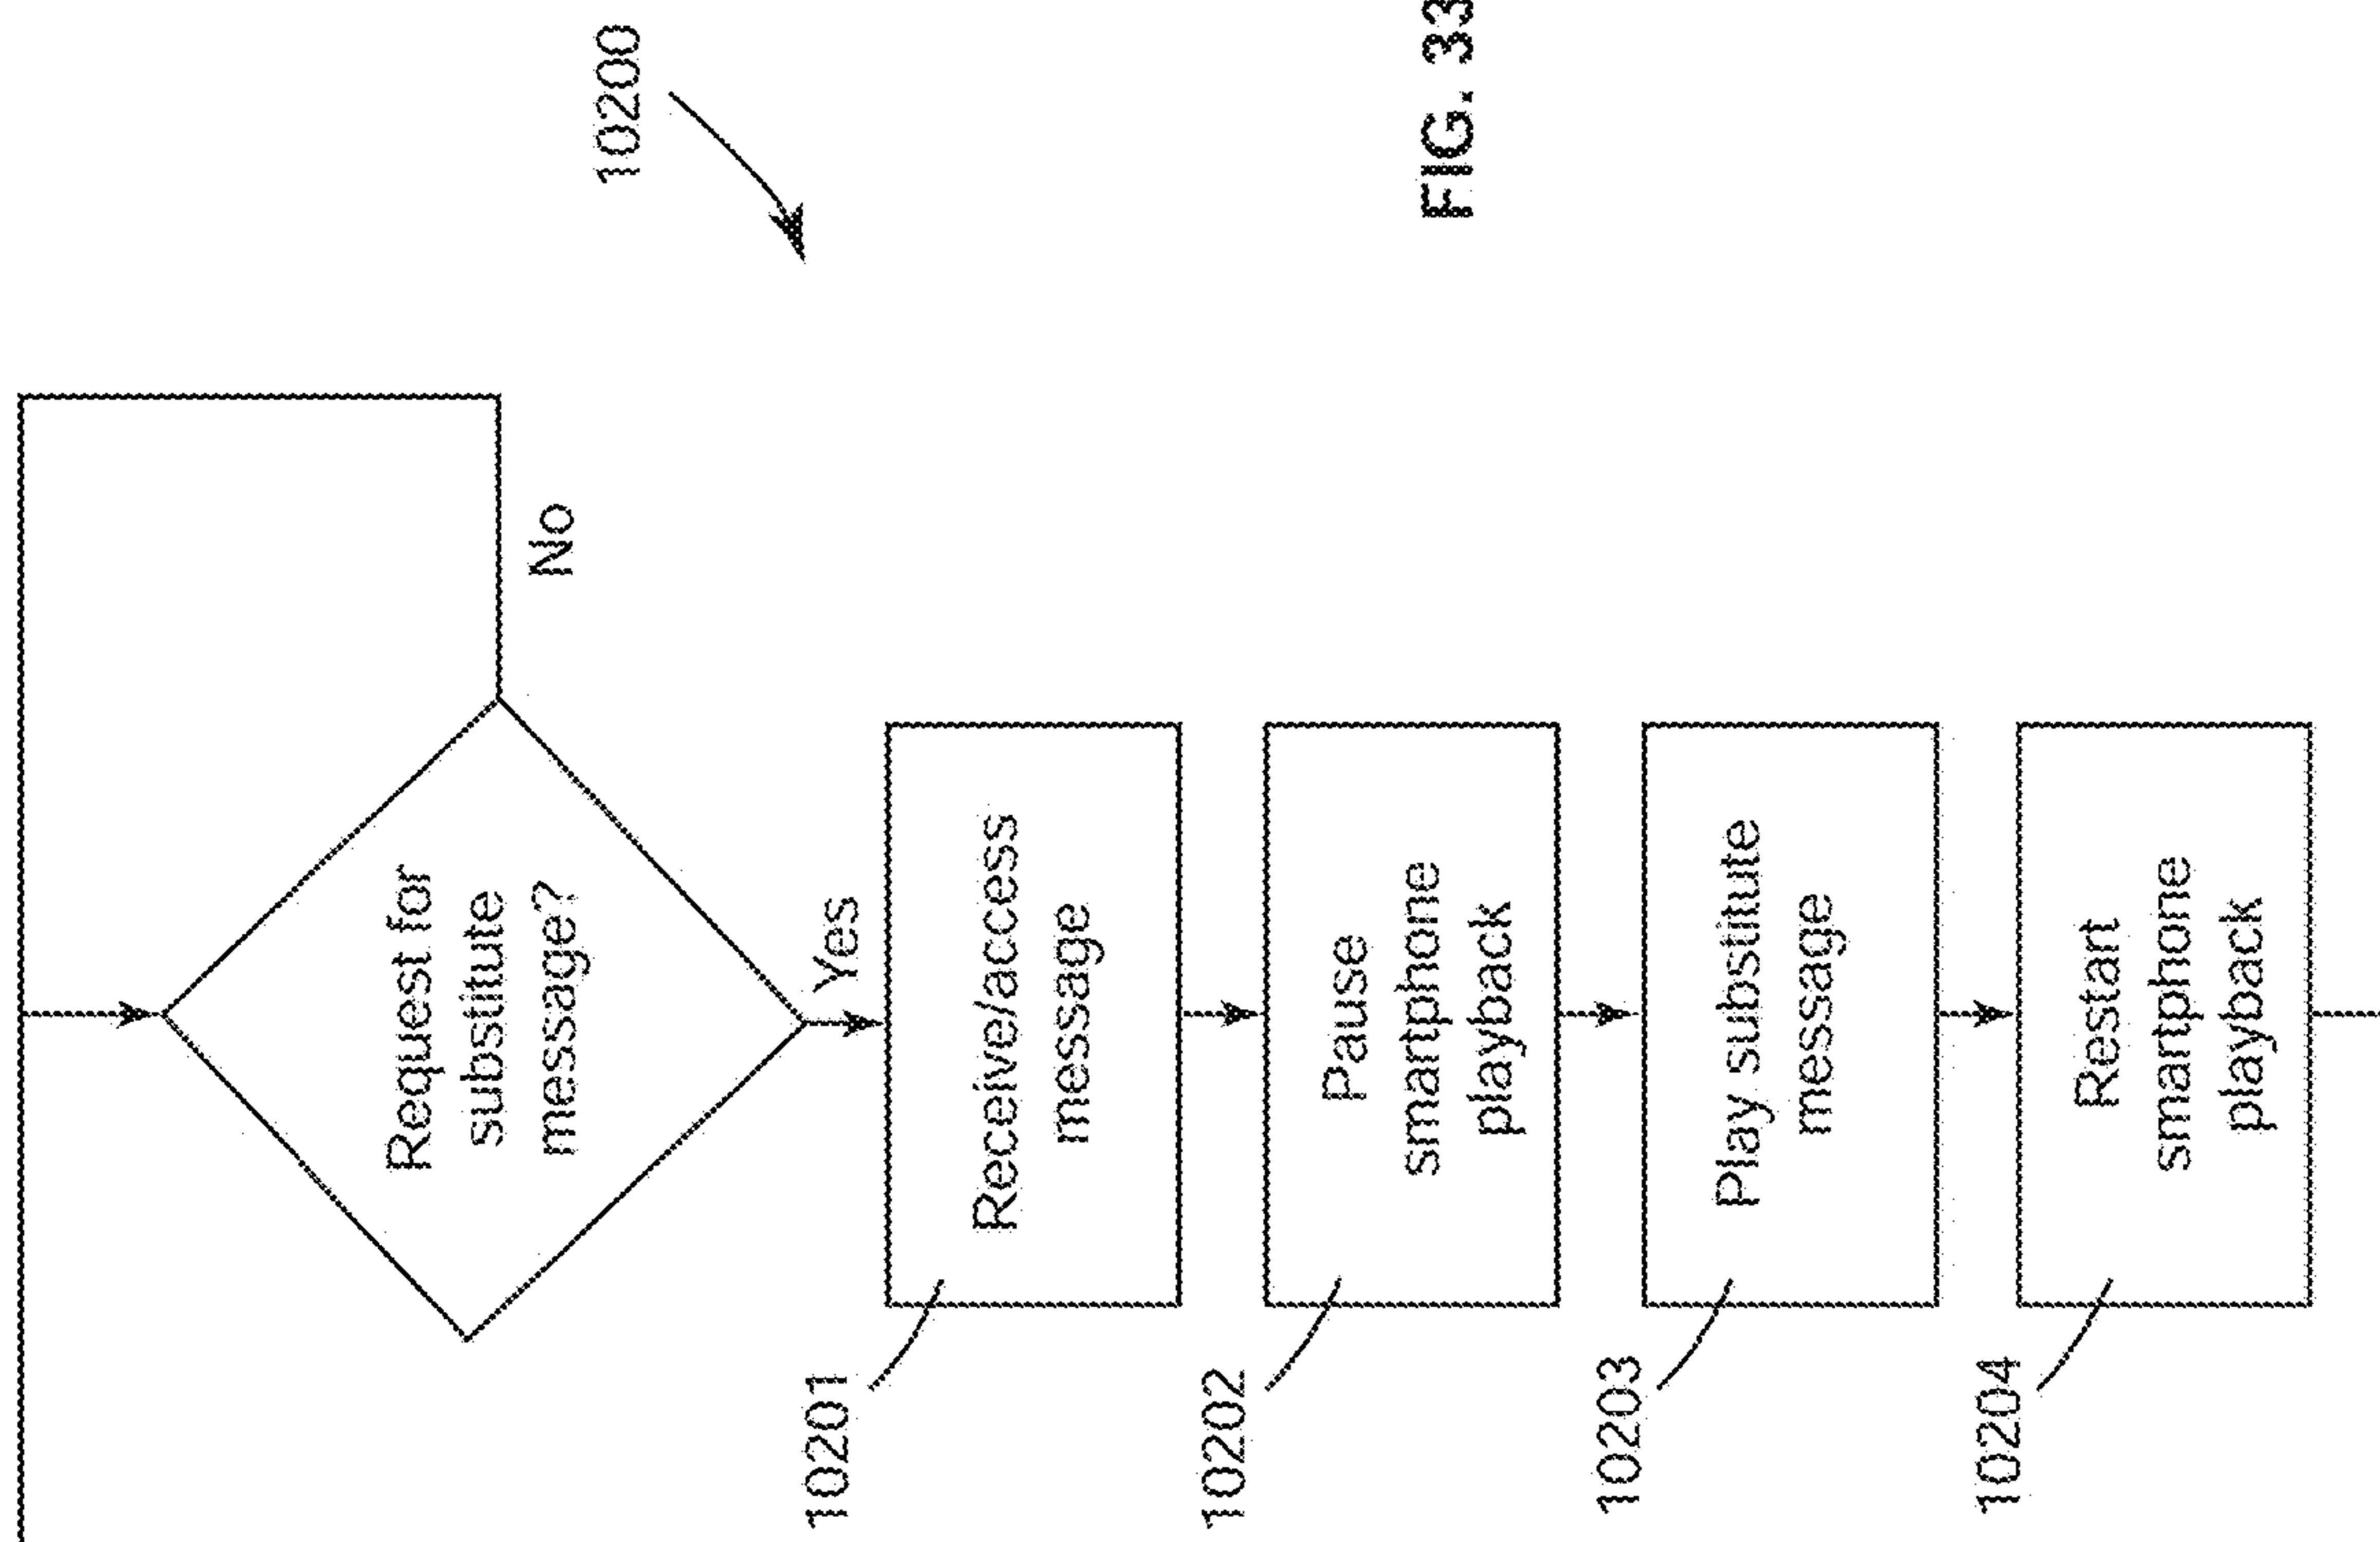 10200
Request for
substitute
message?
No
Yes
10201
Receive/access
message
10202
Pause
smartphone
playback
10203
Play substitute
message
10204
Restart
smartphone
playback
FIG. 33